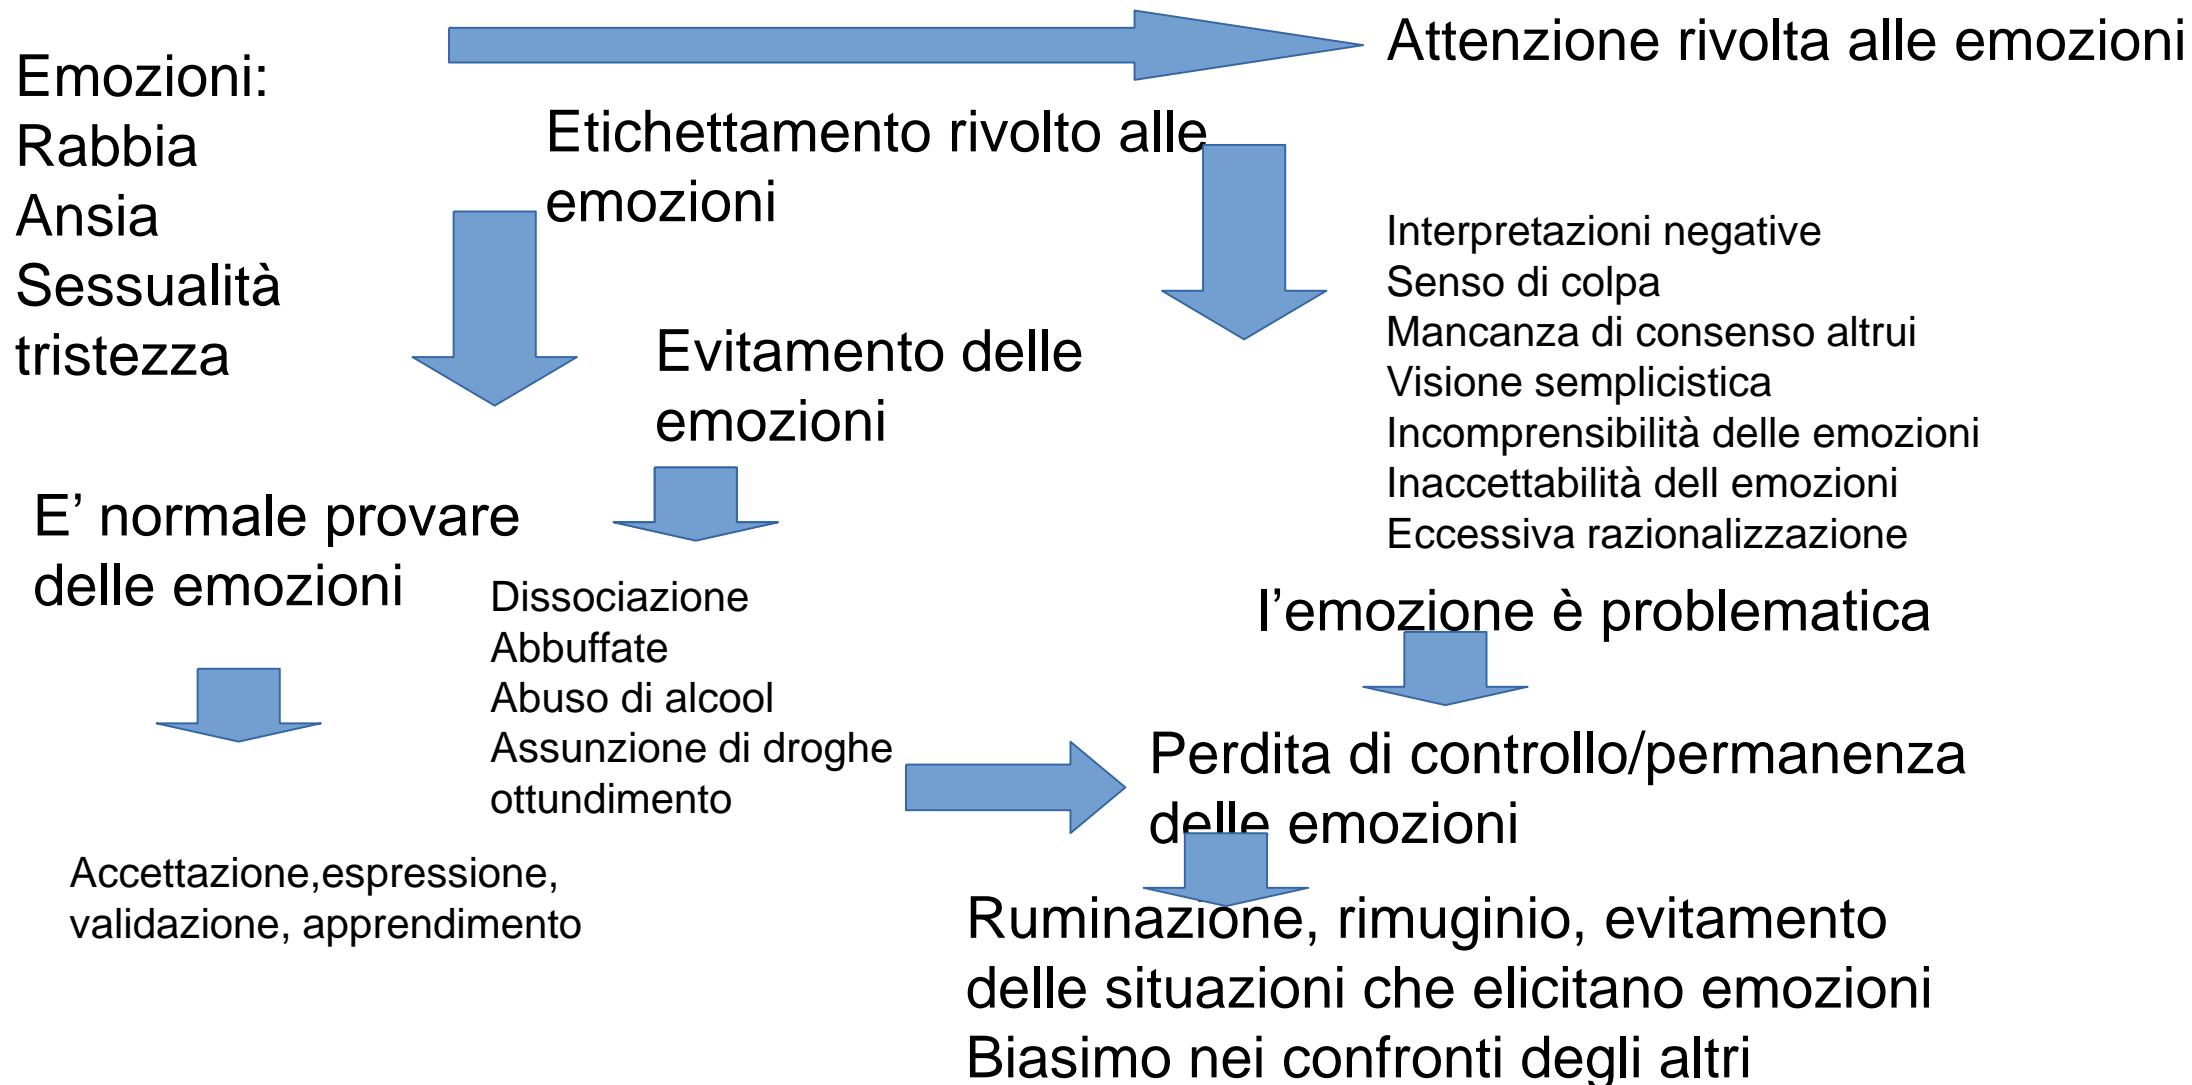 Emozioni:
Rabbia
Ansia
Sessualità
tristezza
Attenzione rivolta alle emozioni
Etichettamento rivolto alle
emozioni
Evitamento delle
emozioni
Interpretazioni negative
Senso di colpa
Mancanza di consenso altrui
Visione semplicistica
Incomprensibilità delle emozioni
Inaccettabilità dell emozioni
Eccessiva razionalizzazione
E’ normale provare
delle emozioni
Dissociazione
Abbuffate
Abuso di alcool
Assunzione di droghe
ottundimento
l’emozione è problematica
Perdita di controllo/permanenza
delle emozioni
Accettazione,espressione,
validazione, apprendimento
Ruminazione, rimuginio, evitamento
delle situazioni che elicitano emozioni
Biasimo nei confronti degli altri